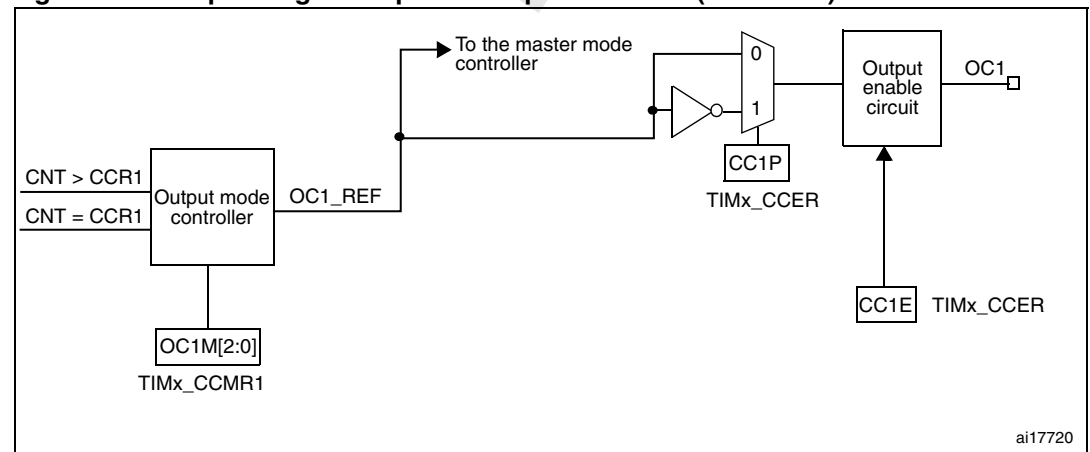 To the master mode
controller
0
1
Output
enable
circuit
OC1
CC1P
TIMx_CCER
CNT > CCR1
CNT = CCR1
Output mode
controller
OC1_REF
CC1E
TIMx_CCER
OC1M[2:0]
TIMx_CCMR1
ai17720